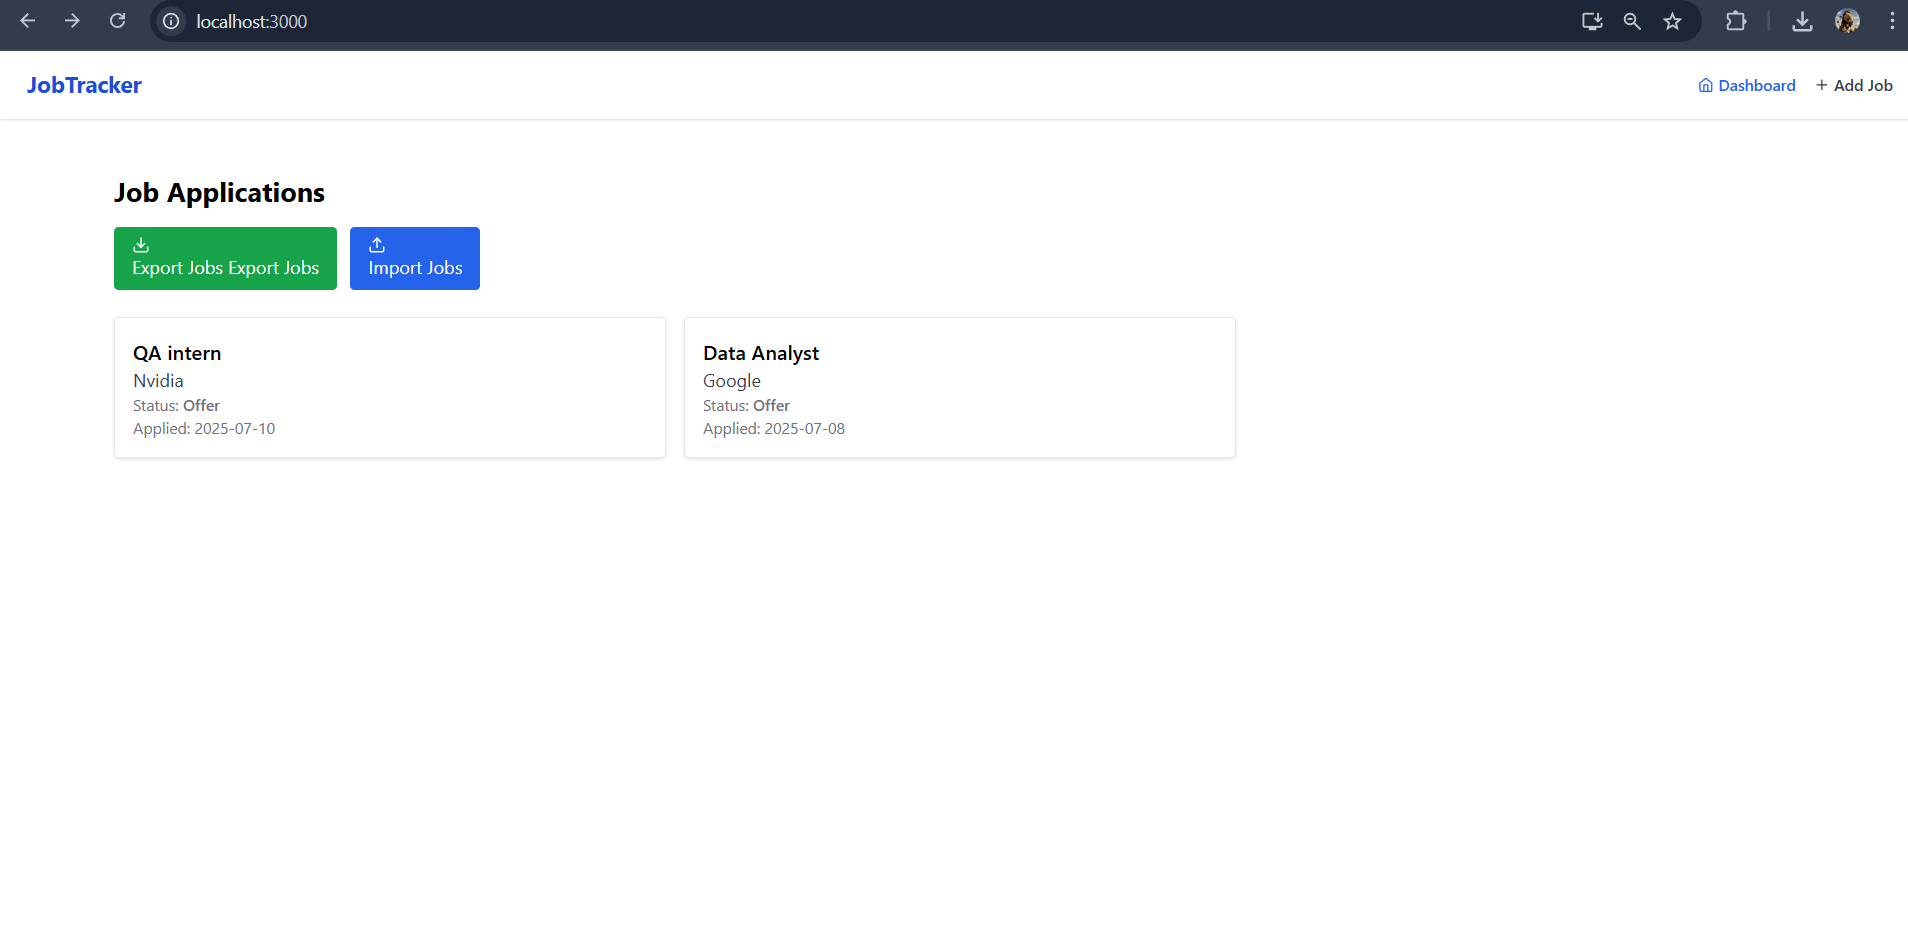 localhost:3000
JobTracker
Dashboard
Add Job
Job Applications
Export Jobs Export Jobs
Import Jobs
QA intern
Nvidia
Status: Offer
Applied: 2025-07-10
Data Analyst
Google
Status: Offer
Applied: 2025-07-08